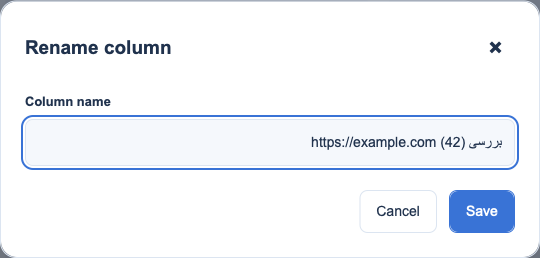 Rename column
Column name
بررسی (42) https://example.com
Cancel
Save